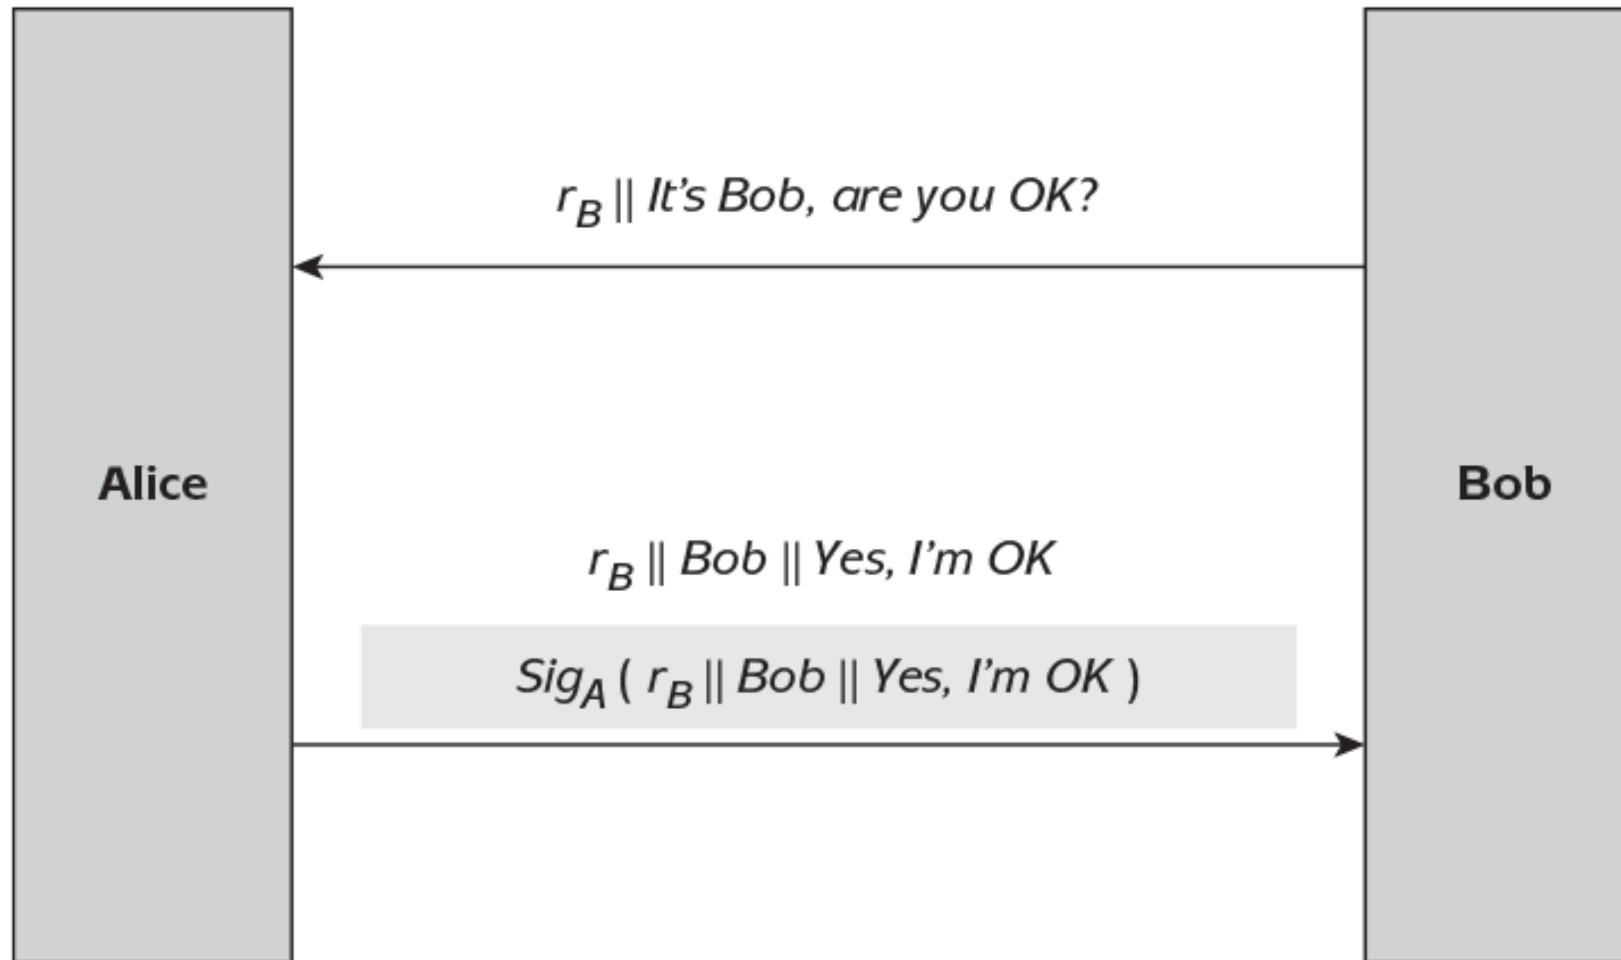 r_B || It’s Bob, are you OK?
Alice
Bob
r_B || Bob || Yes, I’m OK
Sig_A ( r_B || Bob || Yes, I’m OK )